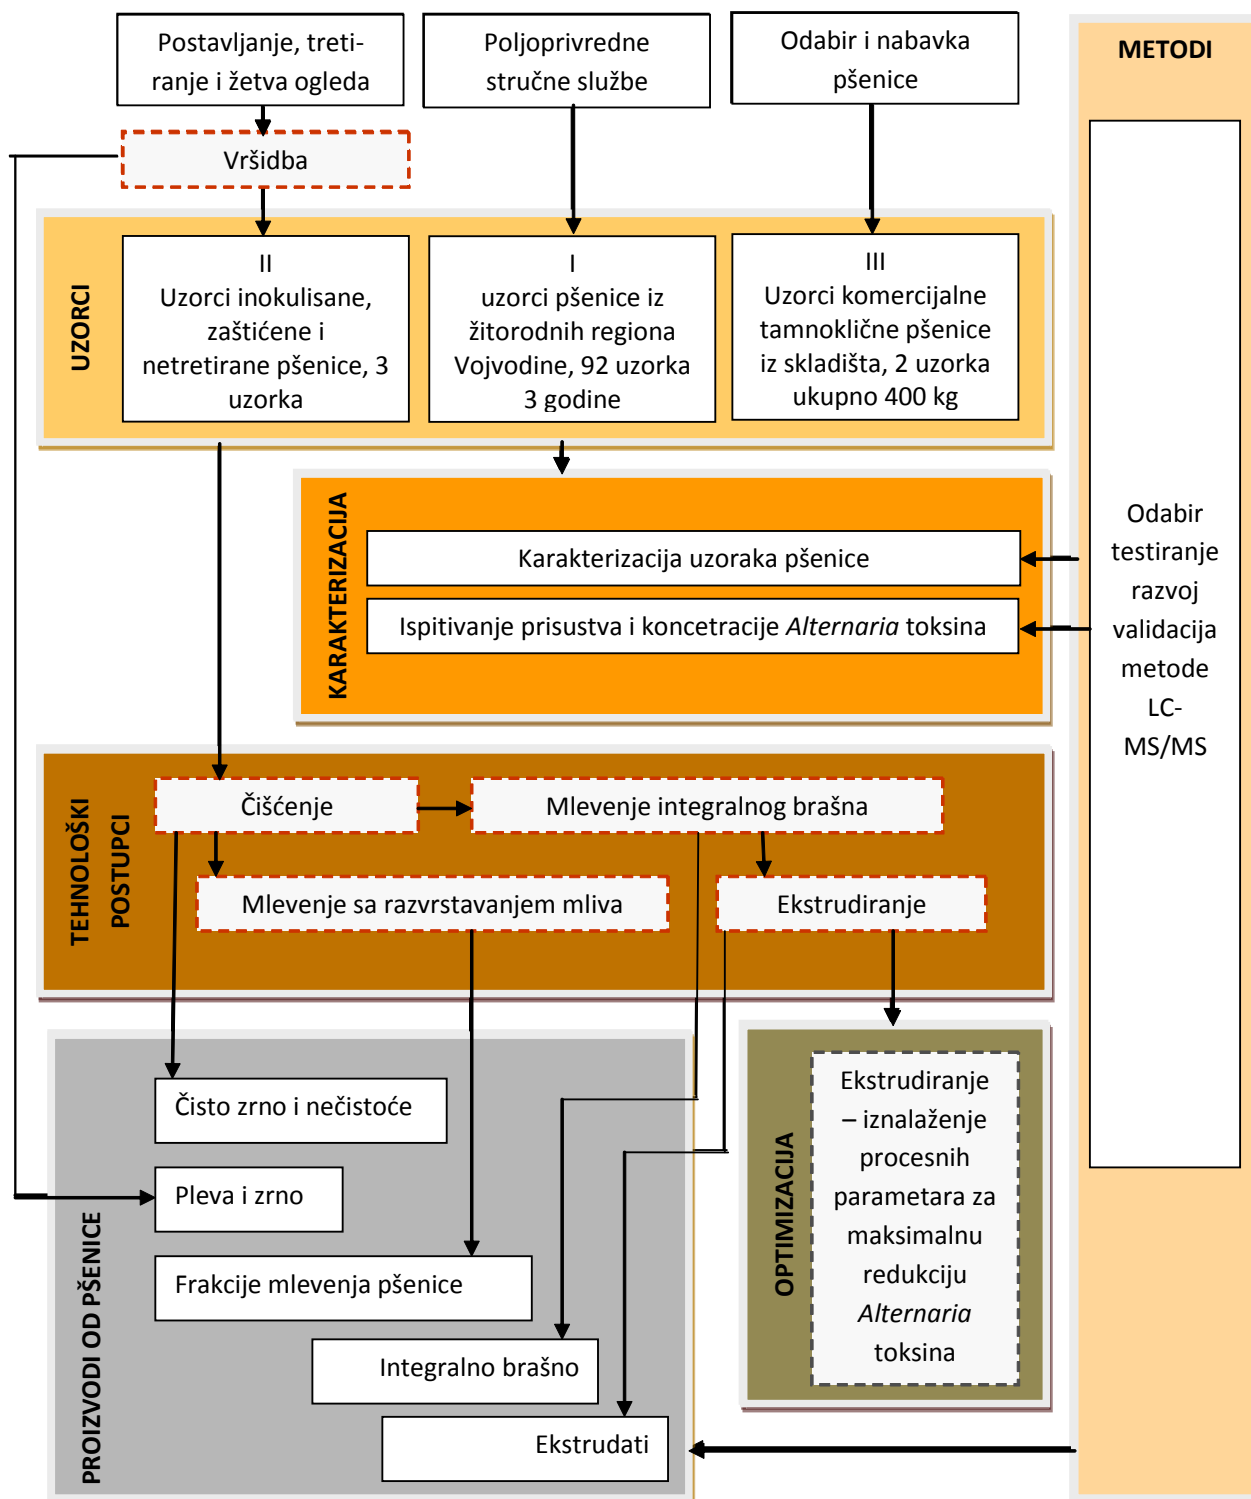 Postavljanje, treti-
ranje i žetva ogleda
Poljoprivredne
stručne službe
Odabir i nabavka
pšenice
METODI
Vršidba
UZORCI
II
Uzorci inokulisane,
zaštićene i
netretirane pšenice, 3
uzorka
I
uzorci pšenice iz
žitorodnih regiona
Vojvodine, 92 uzorka
3 godine
III
Uzorci komercijalne
tamnoklične pšenice
iz skladišta, 2 uzorka
ukupno 400 kg
KARAKTERIZACIJA
Karakterizacija uzoraka pšenice
Ispitivanje prisustva i koncetracije Alternaria toksina
Odabir
testiranje
razvoj
validacija
metode
LC-
MS/MS
TEHNOLOŠKI
POSTUPCI
Čišćenje
Mlevenje integralnog brašna
Mlevenje sa razvrstavanjem mliva
Ekstrudiranje
PROIZVODI OD PŠENICE
Čisto zrno i nečistoće
Pleva i zrno
Frakcije mlevenja pšenice
Integralno brašno
Ekstrudati
OPTIMIZACIJA
Ekstrudiranje
– iznalaženje
procesnih
parametara za
maksimalnu
redukciju
Alternaria
toksina